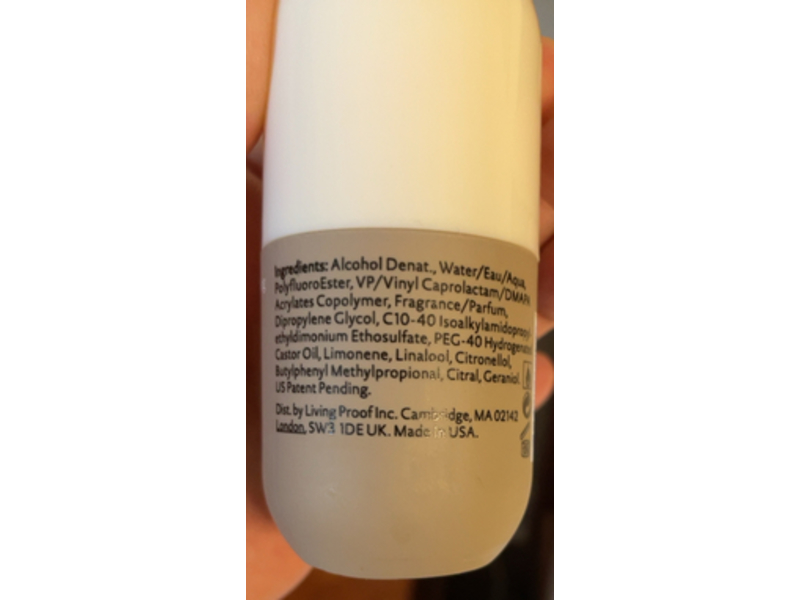 Ingredients: Alcohol Denat., Water/Eau/Aqua,
PolyfluoroEster, VP/Vinyl Caprolactam/DMAPA
Acrylates Copolymer, Fragrance/Parfum,
Dipropylene Glycol, C10-40 Isoalkylamidopropyl-
ethyldimonium Ethosulfate, PEG-40 Hydrogenated
Castor Oil, Limonene, Linalool, Citronellol,
Butylphenyl Methylpropional, Citral, Geraniol.
US Patent Pending.
Dist. by Living Proof Inc. Cambridge, MA 02142
London, SW3 1DE UK. Made in USA.